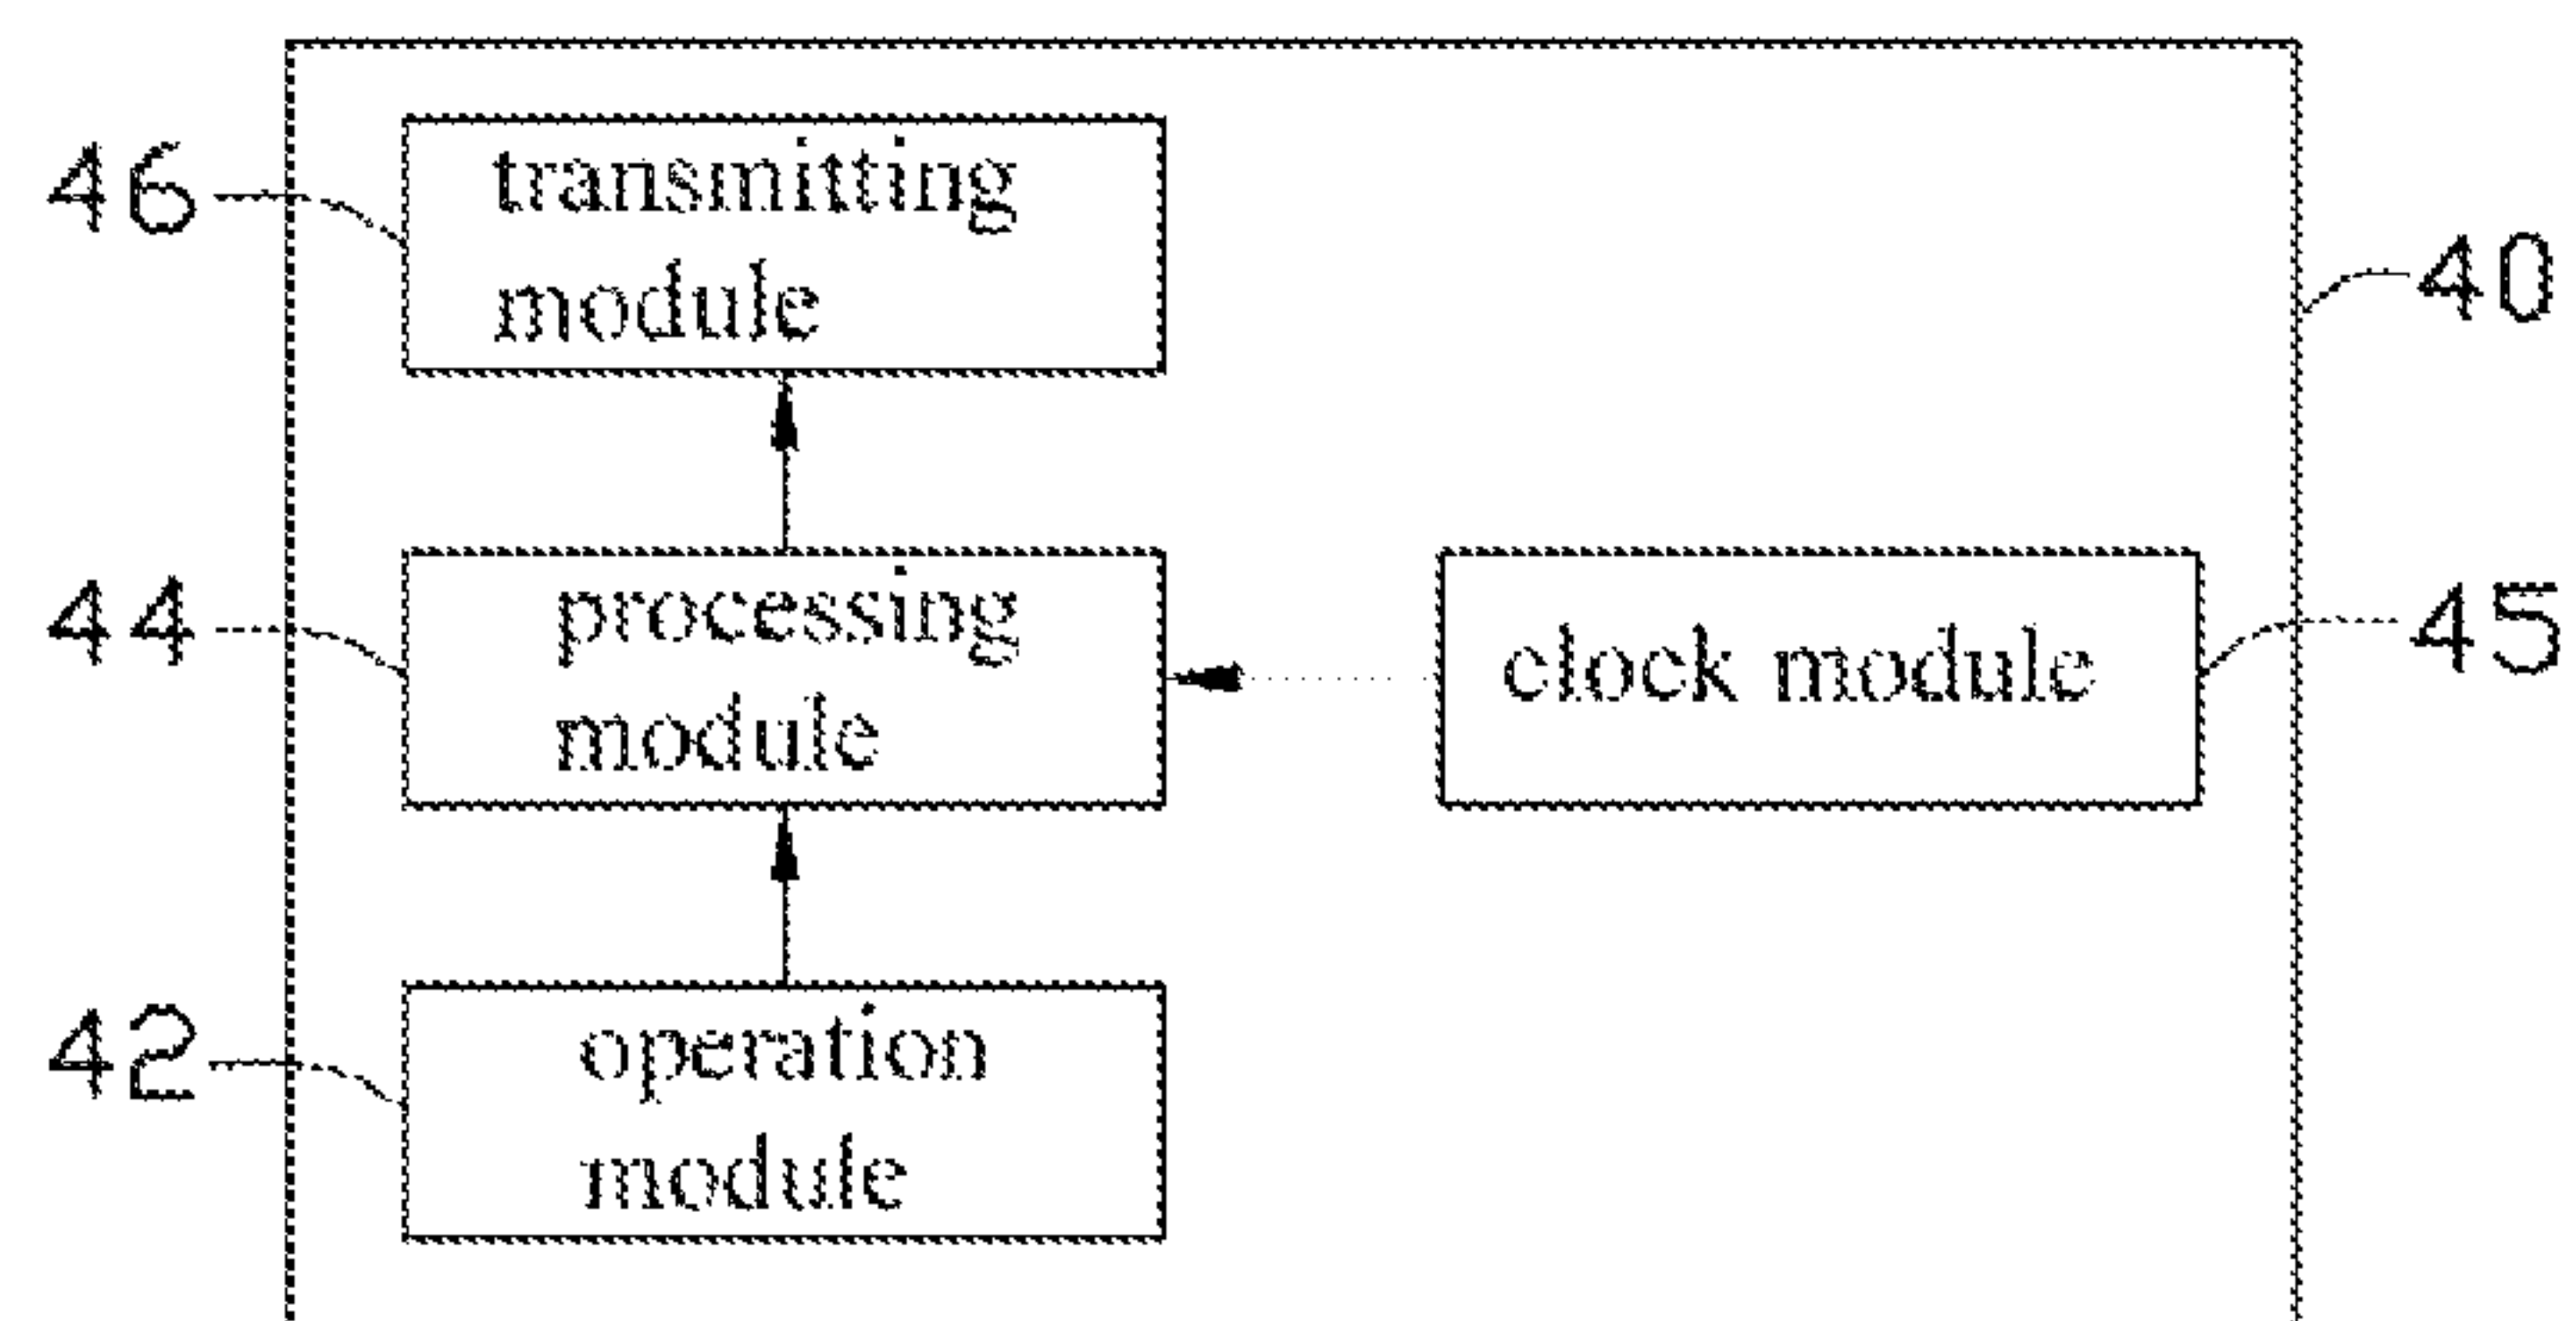 46
transmitting
module
40
44
processing
module
clock module
45
42
operation
module